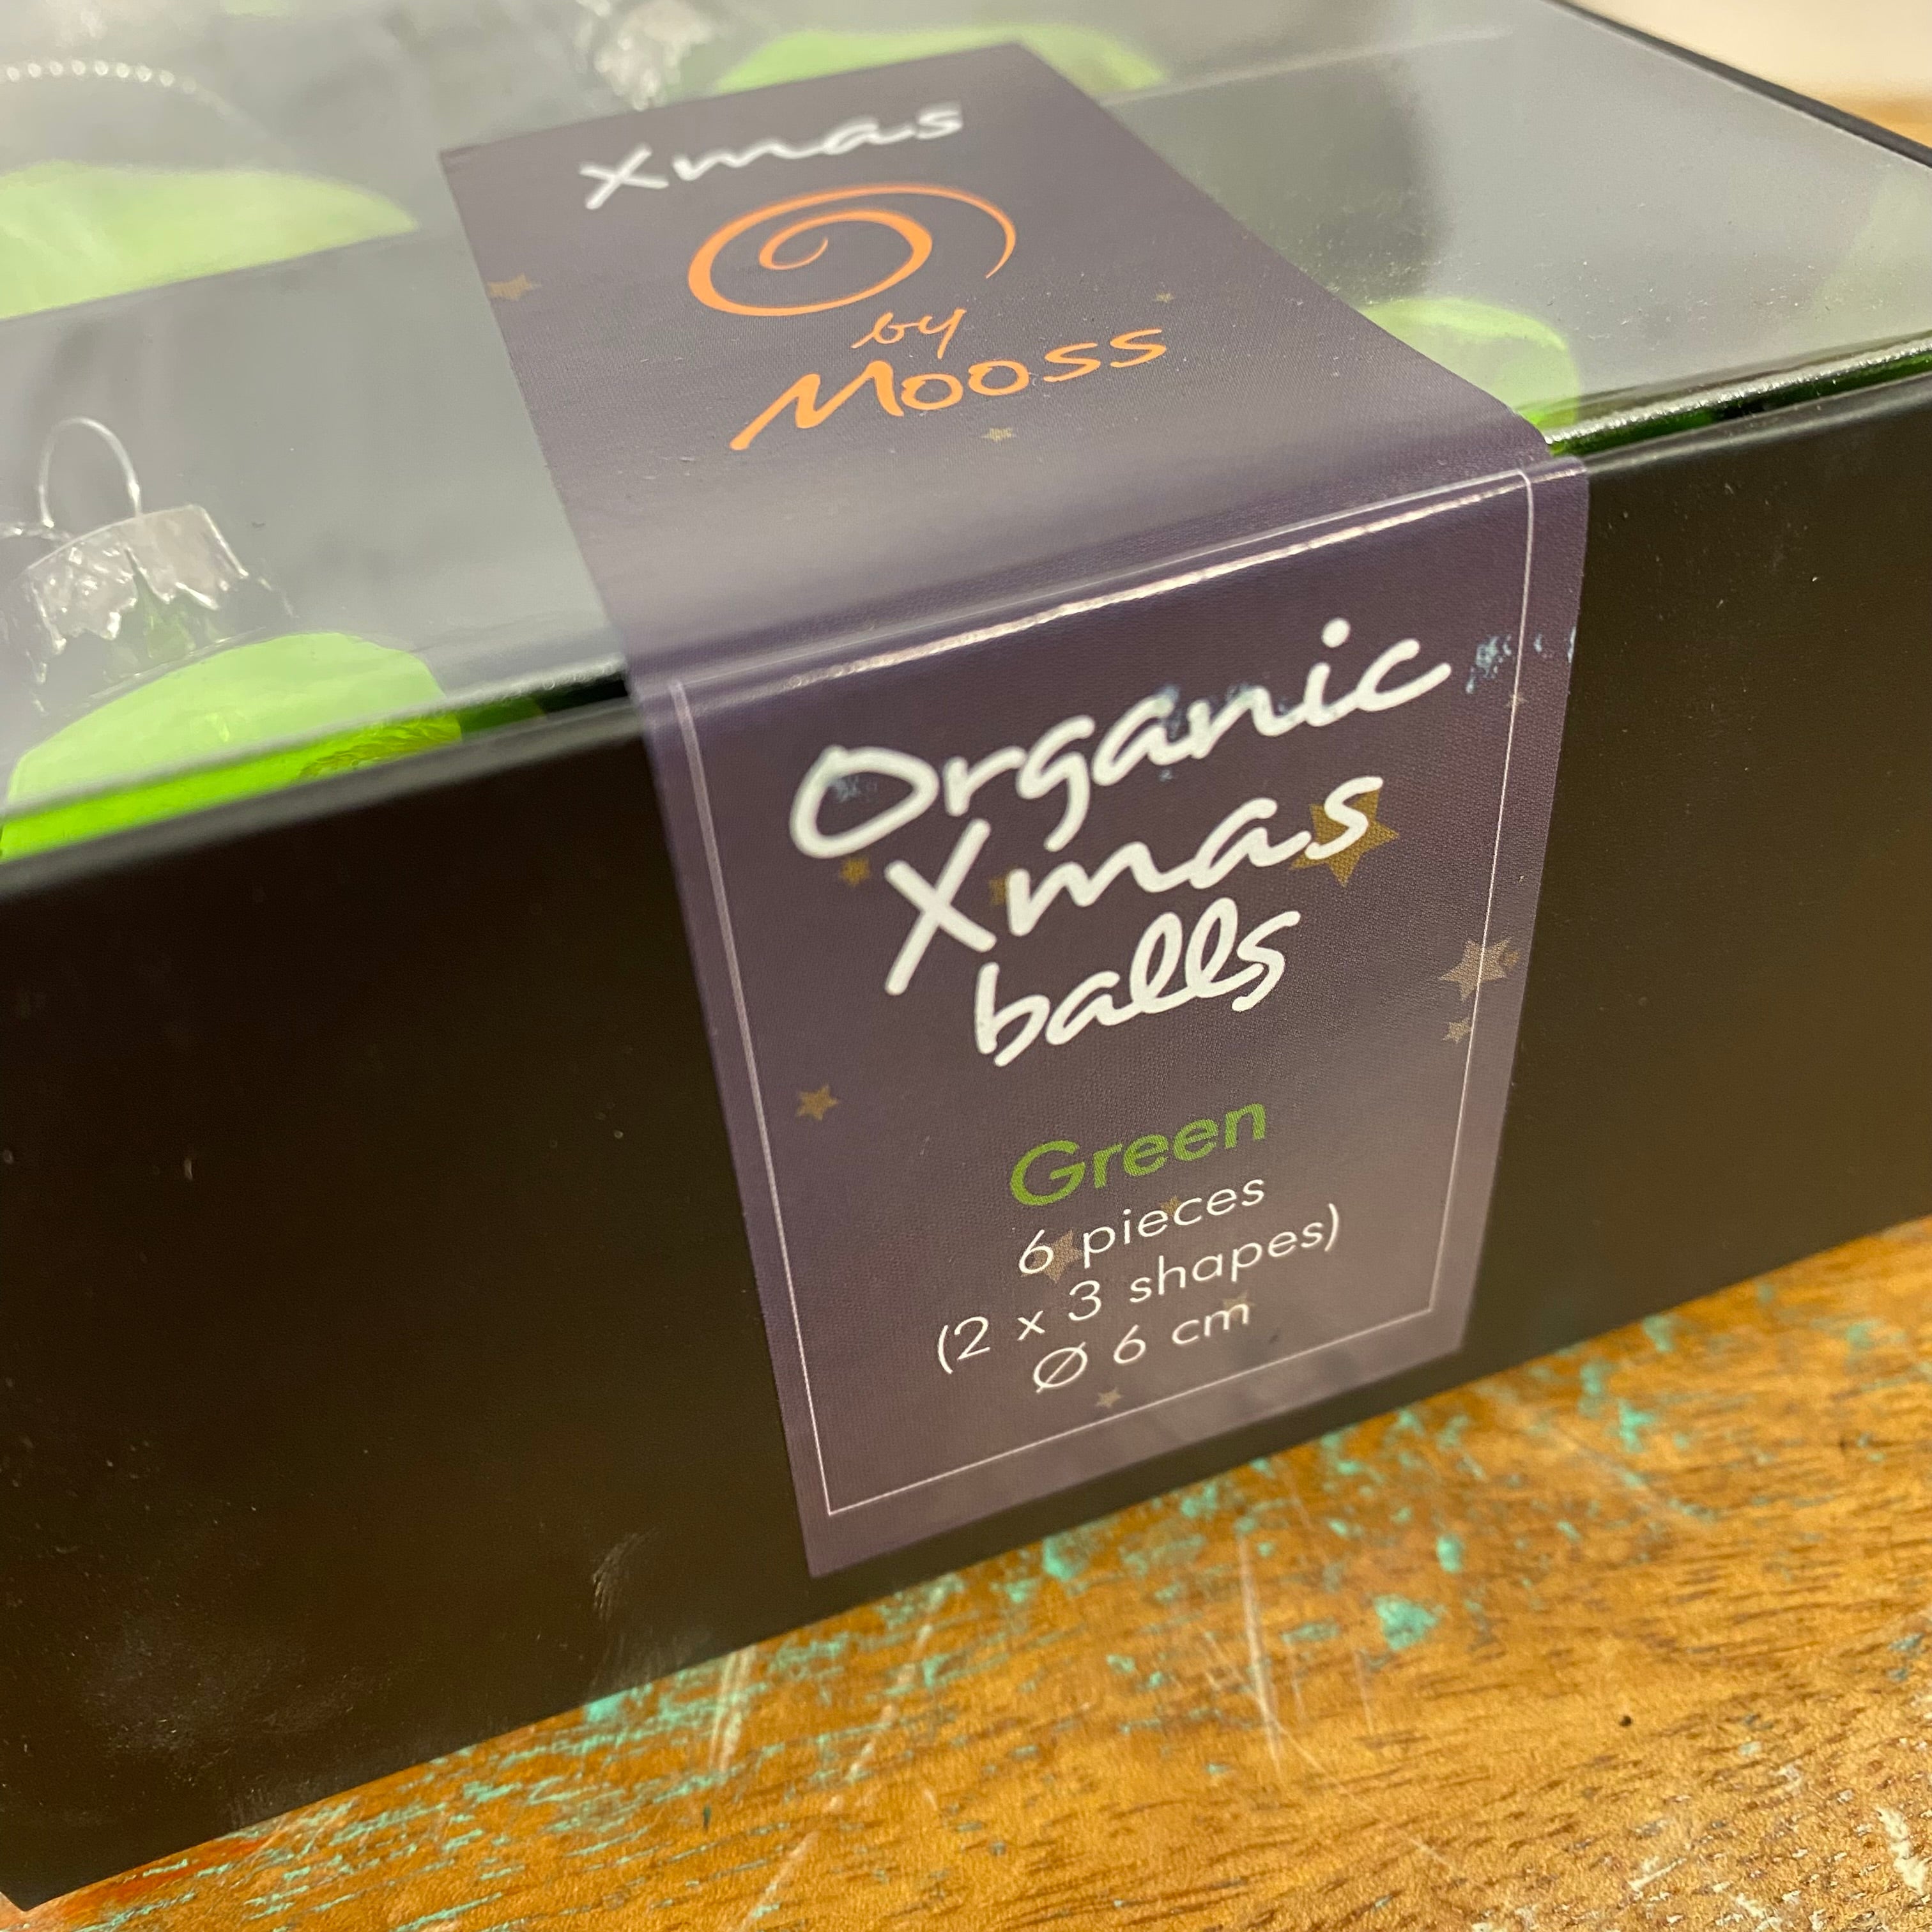 Xmas
by
Mooss
Organic
Xmas
balls
Green
6 pieces
(2 x 3 shapes)
Ø 6 cm